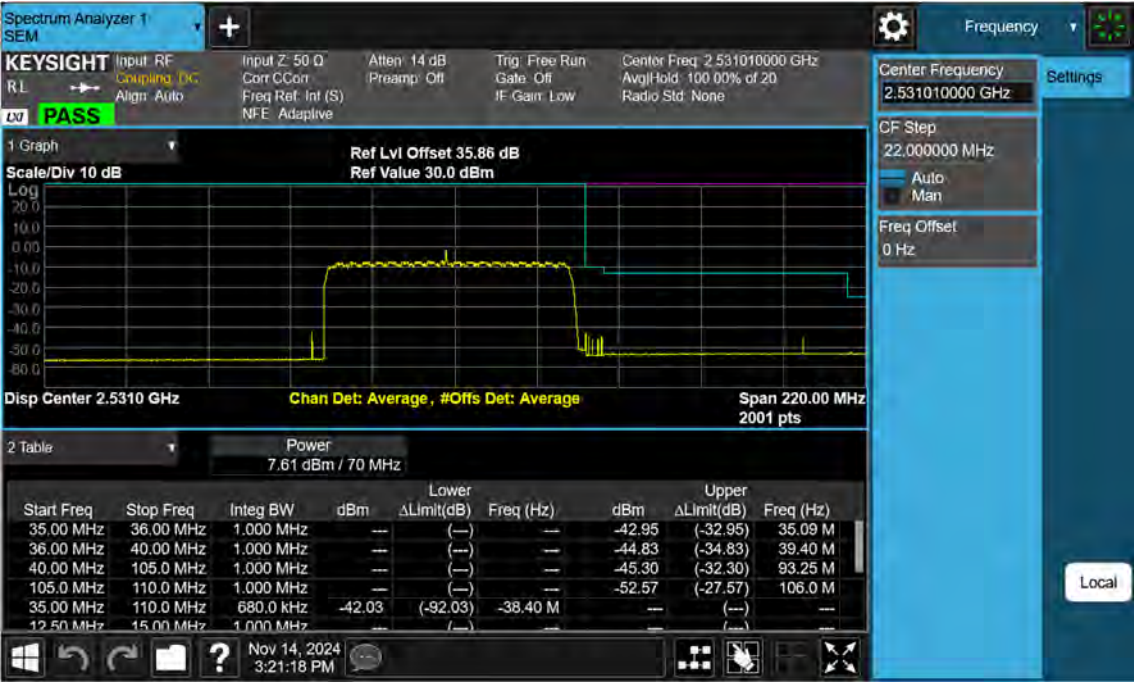 Spectrum Analyzer 1
SEM
+
Frequency
KEYSIGHT
RL
LXI PASS
Input: RF
Coupling: DC
Align: Auto
Input Z: 50 Ω
Corr CCorr
Freq Ref: Int (S)
NFE: Adaptive
Atten: 14 dB
Preamp: Off
Trig: Free Run
Gate: Off
IF Gain: Low
Center Freq: 2.531010000 GHz
Avg|Hold: 100.00% of 20
Radio Std: None
Center Frequency
2.531010000 GHz
Settings
CF Step
22.000000 MHz
Auto
Man
Freq Offset
0 Hz
1 Graph
Scale/Div 10 dB
Ref Lvl Offset 35.86 dB
Ref Value 30.0 dBm
Log
20.0
10.0
0.00
-10.0
-20.0
-30.0
-40.0
-50.0
-60.0
Disp Center 2.5310 GHz
Chan Det: Average, #Offs Det: Average
Span 220.00 MHz
2001 pts
2 Table
Power
7.61 dBm / 70 MHz
Lower Upper
Start Freq Stop Freq Integ BW dBm ΔLimit(dB) Freq (Hz) dBm ΔLimit(dB) Freq (Hz)
35.00 MHz 36.00 MHz 1.000 MHz --- (---) --- -42.95 (-32.95) 35.09 M
36.00 MHz 40.00 MHz 1.000 MHz --- (---) --- -44.83 (-34.83) 39.40 M
40.00 MHz 105.0 MHz 1.000 MHz --- (---) --- -45.30 (-32.30) 93.25 M
105.0 MHz 110.0 MHz 1.000 MHz --- (---) --- -52.57 (-27.57) 106.0 M
35.00 MHz 110.0 MHz 680.0 kHz -42.03 (-92.03) -38.40 M --- (---) ---
12.50 MHz 15.00 MHz 1.000 MHz --- (---) --- --- (---) ---
Local
?
Nov 14, 2024
3:21:18 PM